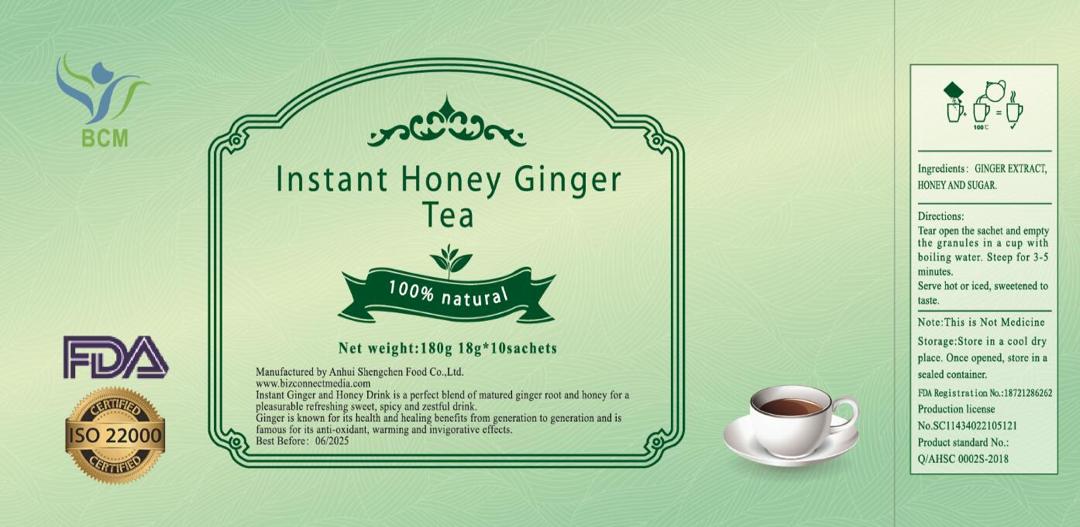 BCM
Instant Honey Ginger
Tea
100% natural
Net weight:180g 18g*10sachets
Manufactured by Anhui Shengchen Food Co.,Ltd.
www.bizconnectmedia.com
Instant Ginger and Honey Drink is a perfect blend of matured ginger root and honey for a
pleasurable refreshing sweet, spicy and zestful drink.
Ginger is known for its health and healing benefits from generation to generation and is
famous for its anti-oxidant, warming and invigorative effects.
Best Before: 06/2025
FDA
CERTIFIED
ISO 22000
CERTIFIED
100℃
Ingredients: GINGER EXTRACT,
HONEY AND SUGAR.
Directions:
Tear open the sachet and empty
the granules in a cup with
boiling water. Steep for 3-5
minutes.
Serve hot or iced, sweetened to
taste.
Note:This is Not Medicine
Storage:Store in a cool dry
place. Once opened, store in a
sealed container.
FDA Registration No.:18721286262
Production license
No.SC11434022105121
Product standard No.:
Q/AHSC 0002S-2018